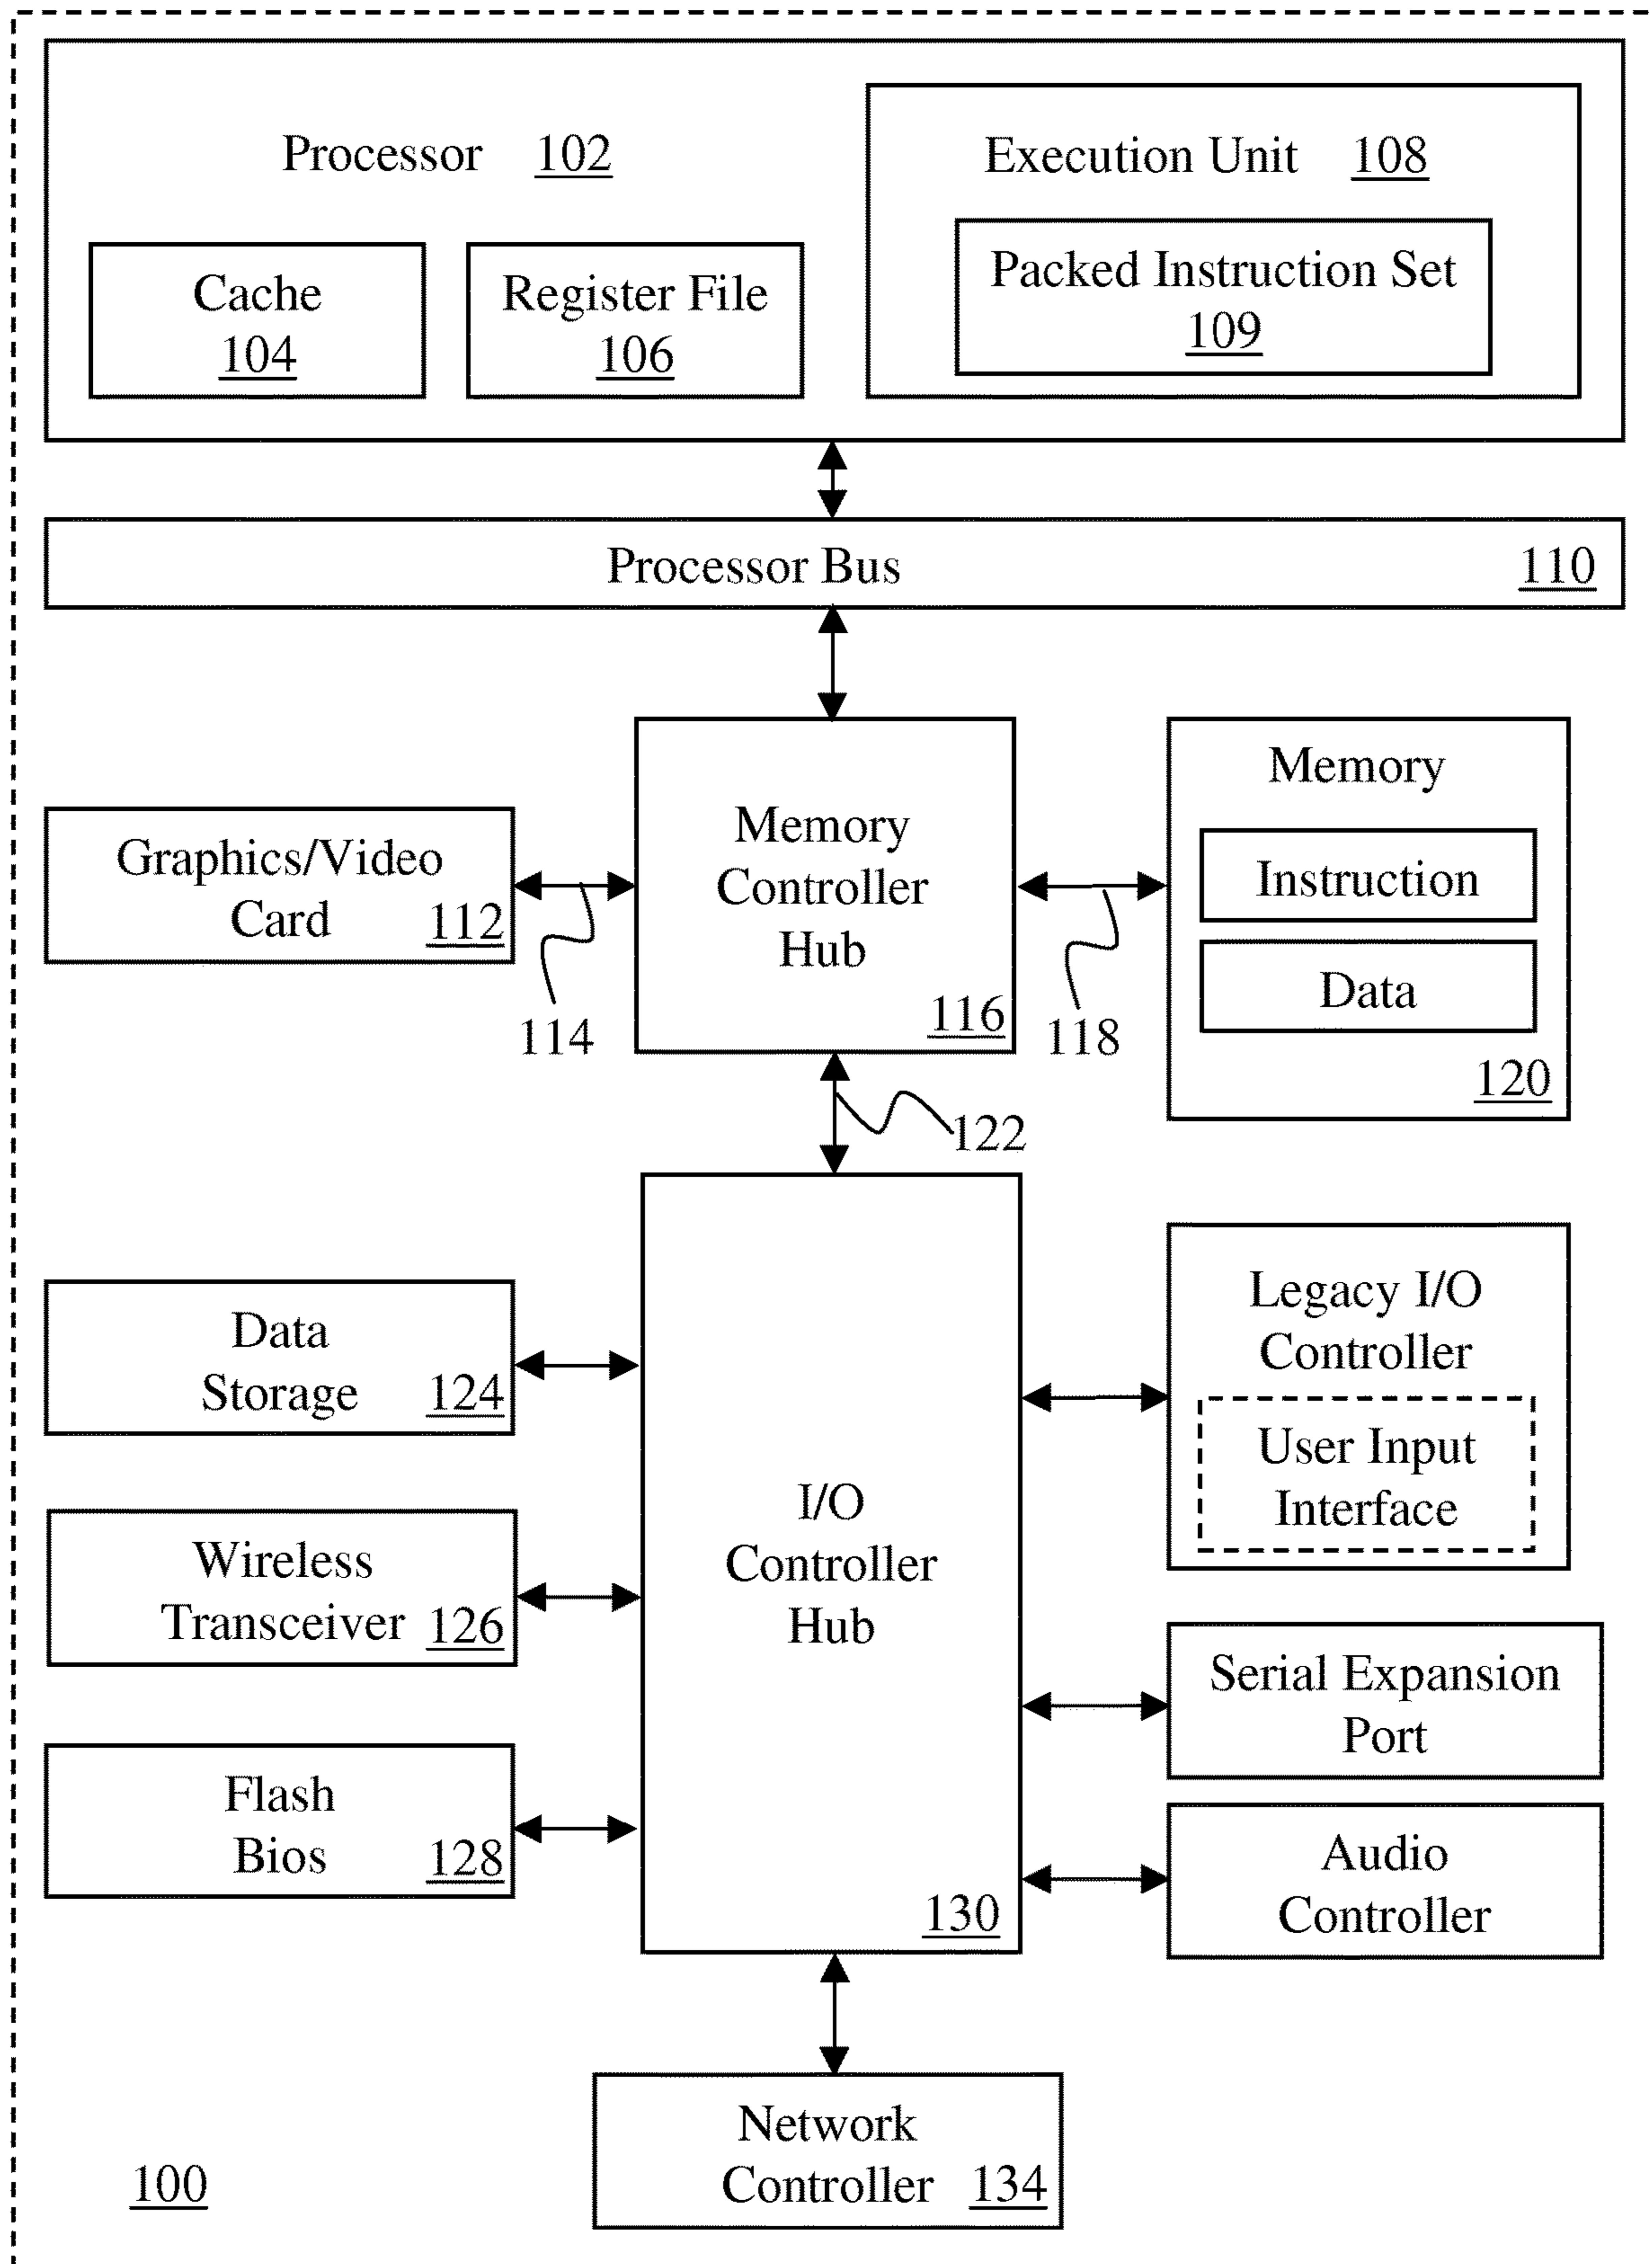 Processor 102
Execution Unit 108
Cache
104
Register File
106
Packed Instruction Set
109
Processor Bus 110
Graphics/Video
Card 112
114
Memory
Controller
Hub
116
118
Memory
Instruction
Data
120
122
Data
Storage 124
Wireless
Transceiver 126
Flash
Bios 128
I/O
Controller
Hub
130
Legacy I/O
Controller
User Input
Interface
Serial Expansion
Port
Audio
Controller
Network
Controller 134
100